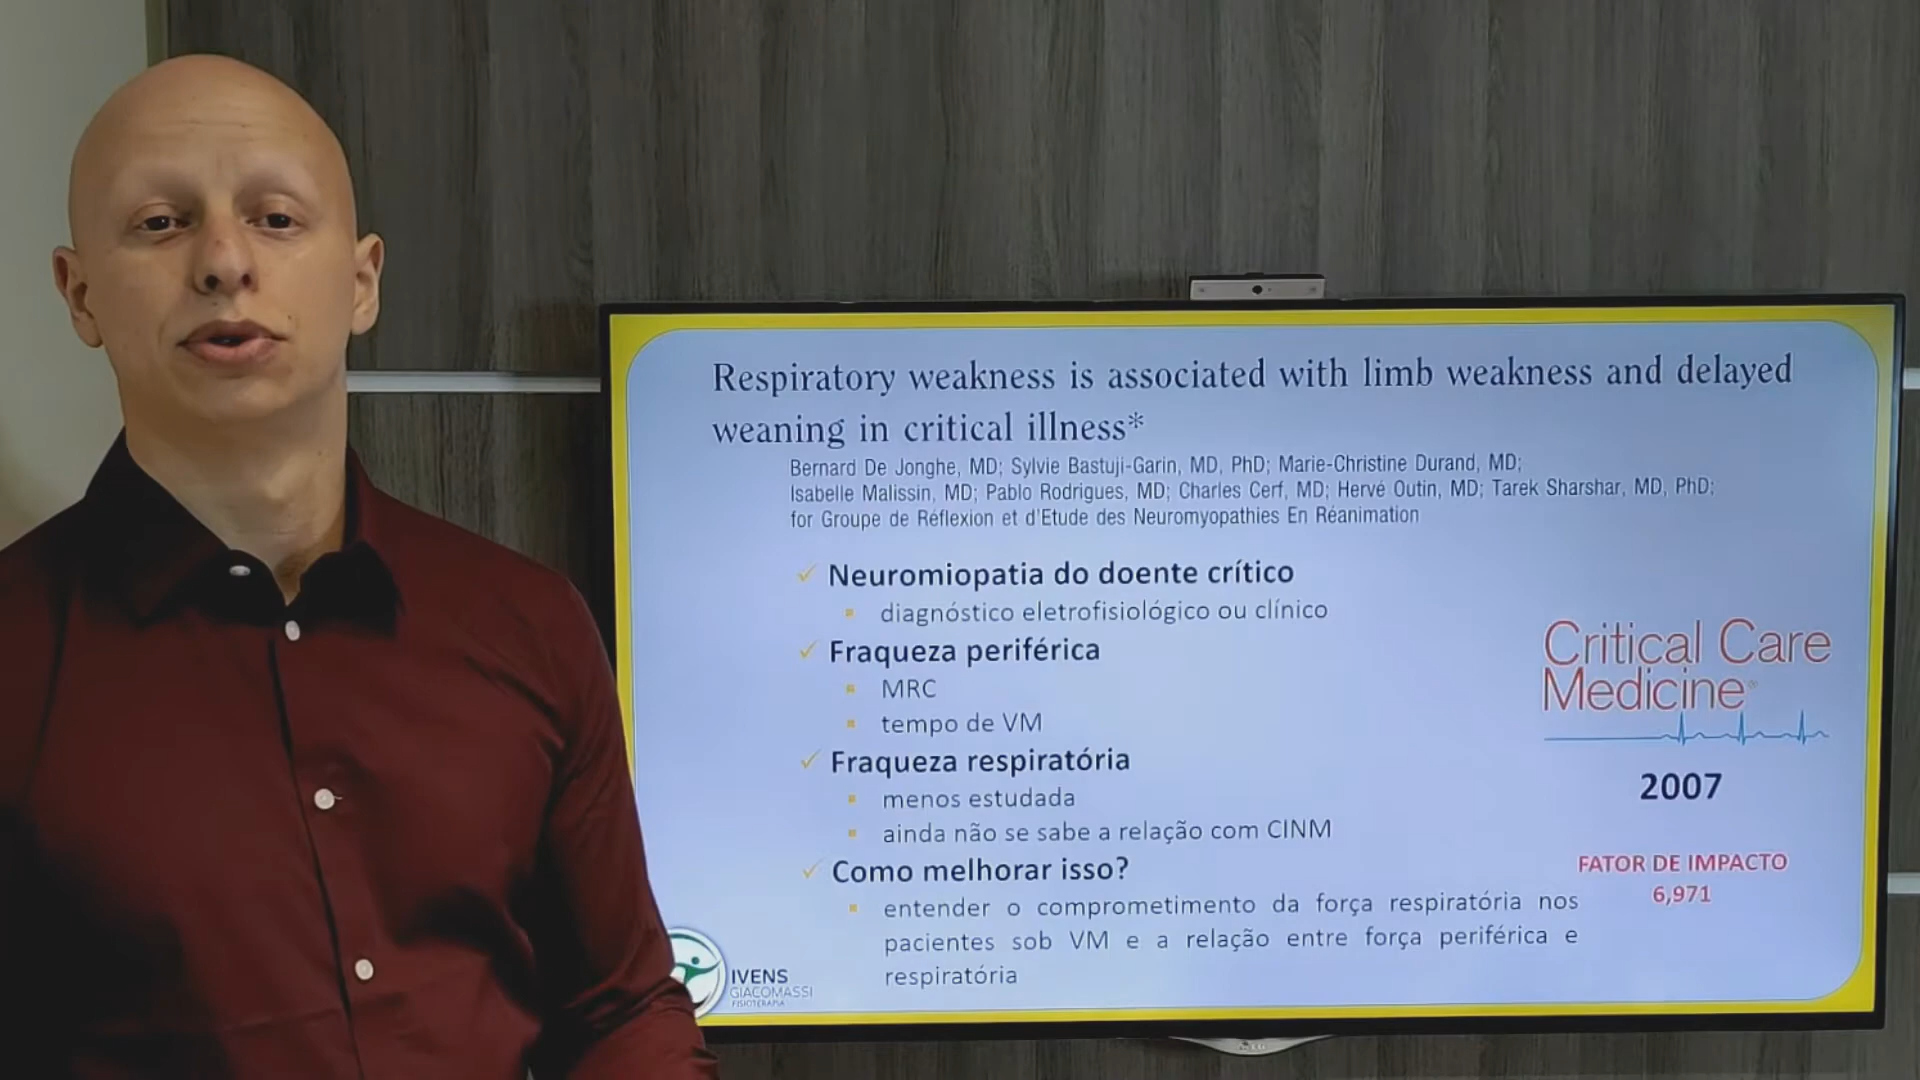 Respiratory weakness is associated with limb weakness and delayed
weaning in critical illness*
Bernard De Jonghe, MD; Sylvie Bastuji-Garin, MD, PhD; Marie-Christine Durand, MD;
Isabelle Malissin, MD; Pablo Rodrigues, MD; Charles Cerf, MD; Hervé Outin, MD; Tarek Sharshar, MD, PhD;
for Groupe de Réflexion et d'Etude des Neuromyopathies En Réanimation
✓ Neuromiopatia do doente crítico
▪ diagnóstico eletrofisiológico ou clínico
✓ Fraqueza periférica
▪ MRC
▪ tempo de VM
✓ Fraqueza respiratória
▪ menos estudada
▪ ainda não se sabe a relação com CINM
✓ Como melhorar isso?
▪ entender o comprometimento da força respiratória nos
pacientes sob VM e a relação entre força periférica e
respiratória
Critical Care
Medicine
2007
FATOR DE IMPACTO
6,971
IVENS
GIACOMASSI
FISIOTERAPIA